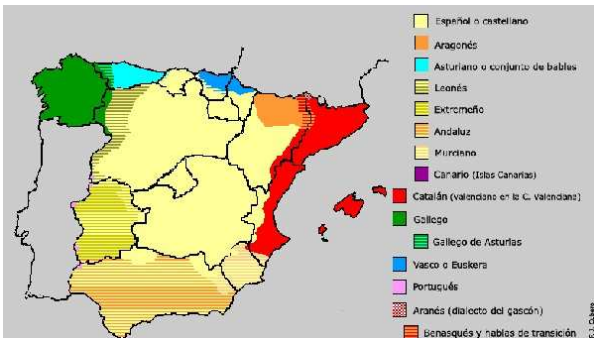 Español o castellano
Aragonés
Asturiano o conjunto de bables
Leonés
Extremeño
Andaluz
Murciano
Canario (Islas Canarias)
Catalán (Valenciano en la C. Valenciana)
Gallego
Gallego de Asturias
Vasco o Euskera
Portugués
Aranés (dialecto del gascón)
Benasqués y hablas de transición